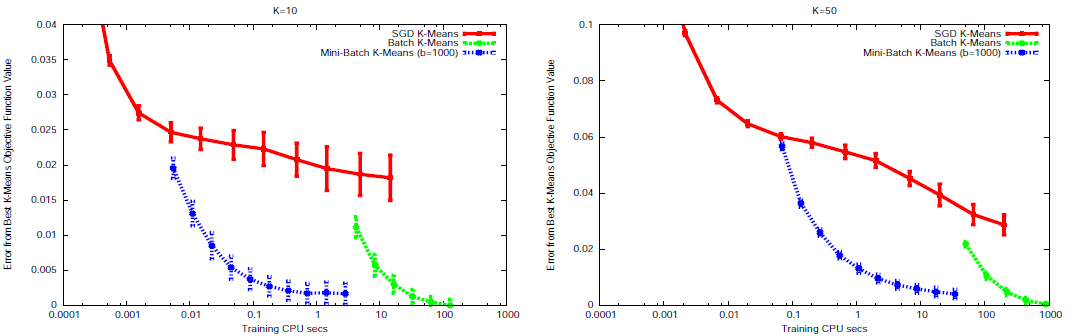 K=10
Error from Best K-Means Objective Function Value
0.04
0.035
0.03
0.025
0.02
0.015
0.01
0.005
0
SGD K-Means
Batch K-Means
Mini-Batch K-Means (b=1000)
0.0001 0.001 0.01 0.1 1 10 100 1000
Training CPU secs
K=50
Error from Best K-Means Objective Function Value
0.1
0.08
0.06
0.04
0.02
0
SGD K-Means
Batch K-Means
Mini-Batch K-Means (b=1000)
0.0001 0.001 0.01 0.1 1 10 100 1000
Training CPU secs